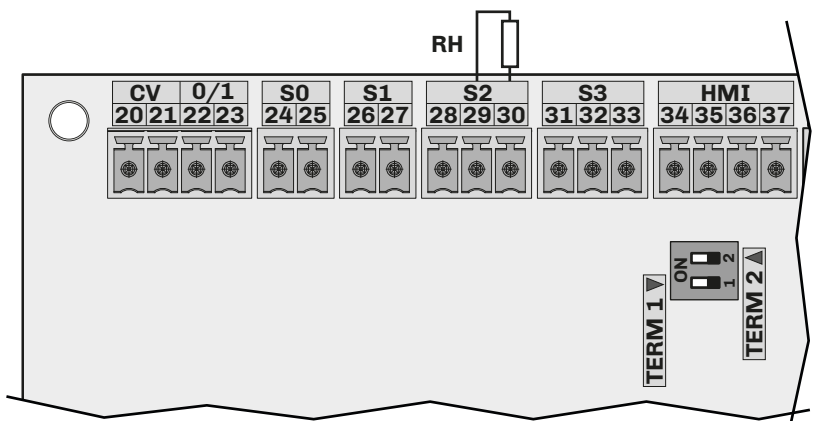 RH
CV 0/1 S0 S1 S2 S3 HMI
20 21 22 23 24 25 26 27 28 29 30 31 32 33 34 35 36 37
ON
2
1
TERM 1
TERM 2